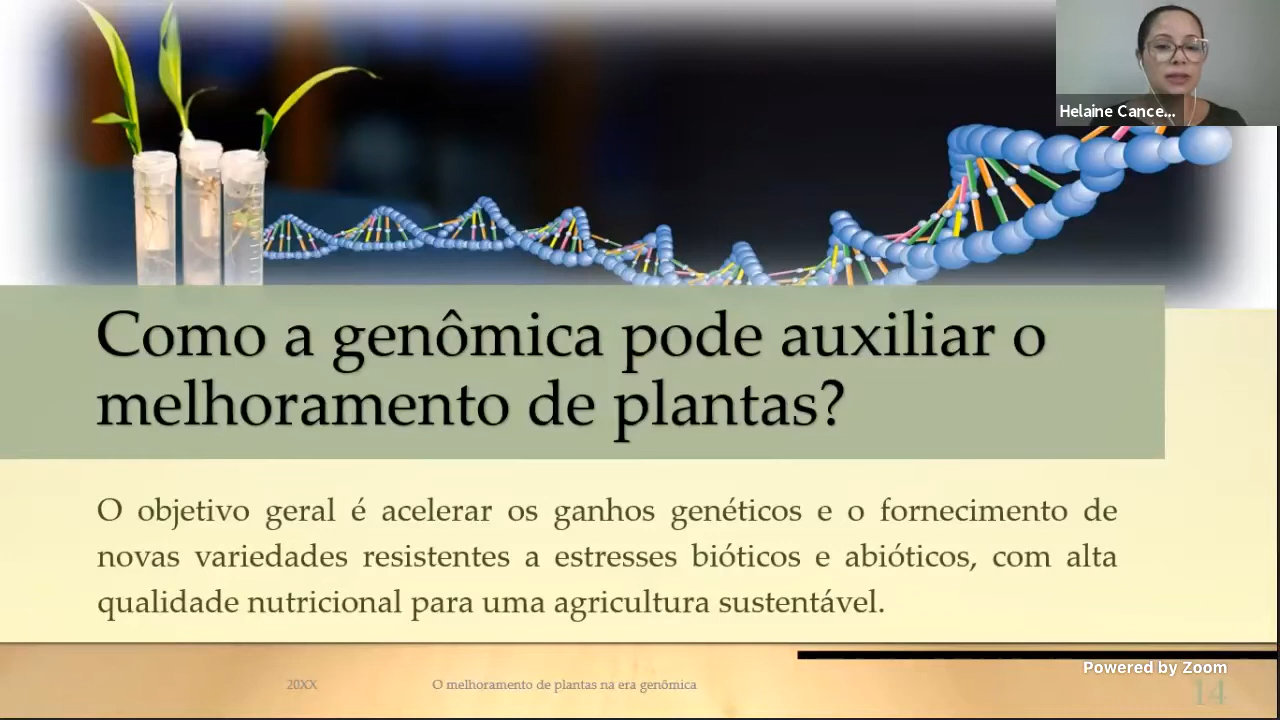 Helaine Cance...
Como a genômica pode auxiliar o
melhoramento de plantas?
O objetivo geral é acelerar os ganhos genéticos e o fornecimento de
novas variedades resistentes a estresses bióticos e abióticos, com alta
qualidade nutricional para uma agricultura sustentável.
Powered by Zoom
20XX
O melhoramento de plantas na era genômica
14